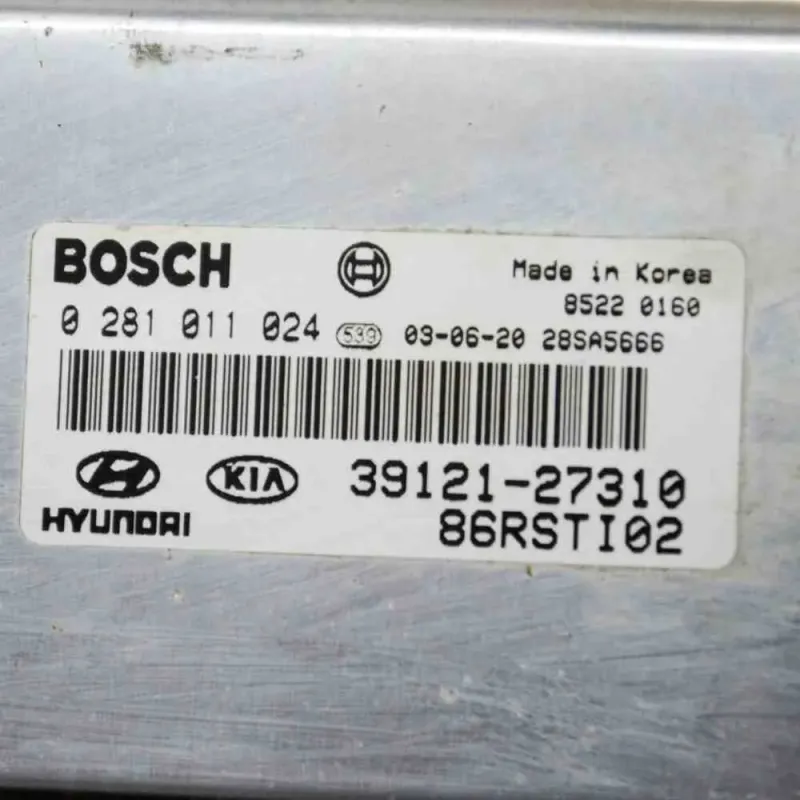 BOSCH
Made in Korea
8522 0160
0 281 011 024 539 03-06-20 28SA5666
KIA 39121-27310
HYUNDAI 86RSTI02